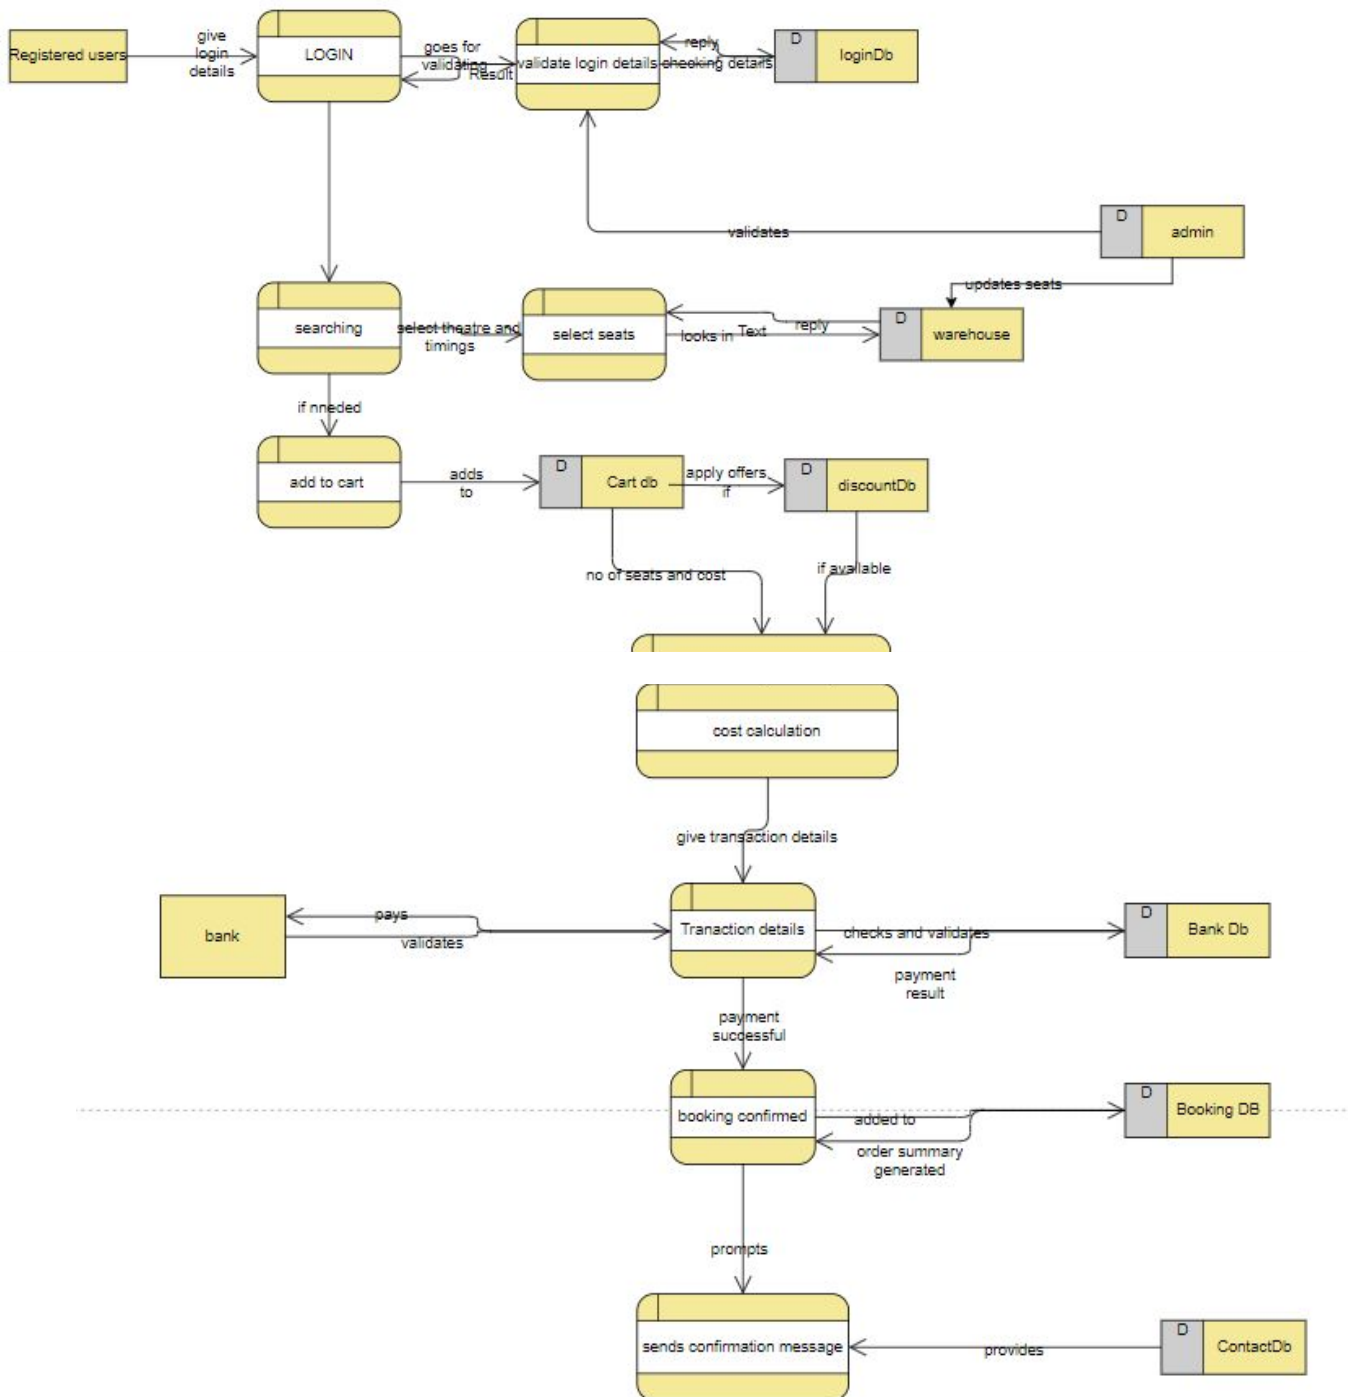 Registered users
give
login
details
LOGIN
goes for
validating
Result
validate login details
reply
checking details
D
loginDb
validates
D
admin
updates seats
searching
select theatre and
timings
select seats
looks in
Text
reply
D
warehouse
if nneded
add to cart
adds
to
D
Cart db
apply offers
if
D
discountDb
no of seats and cost
if available
cost calculation
give transaction details
bank
pays
validates
Tranaction details
checks and validates
payment
result
D
Bank Db
payment
successful
booking confirmed
added to
order summary
generated
D
Booking DB
prompts
sends confirmation message
provides
D
ContactDb